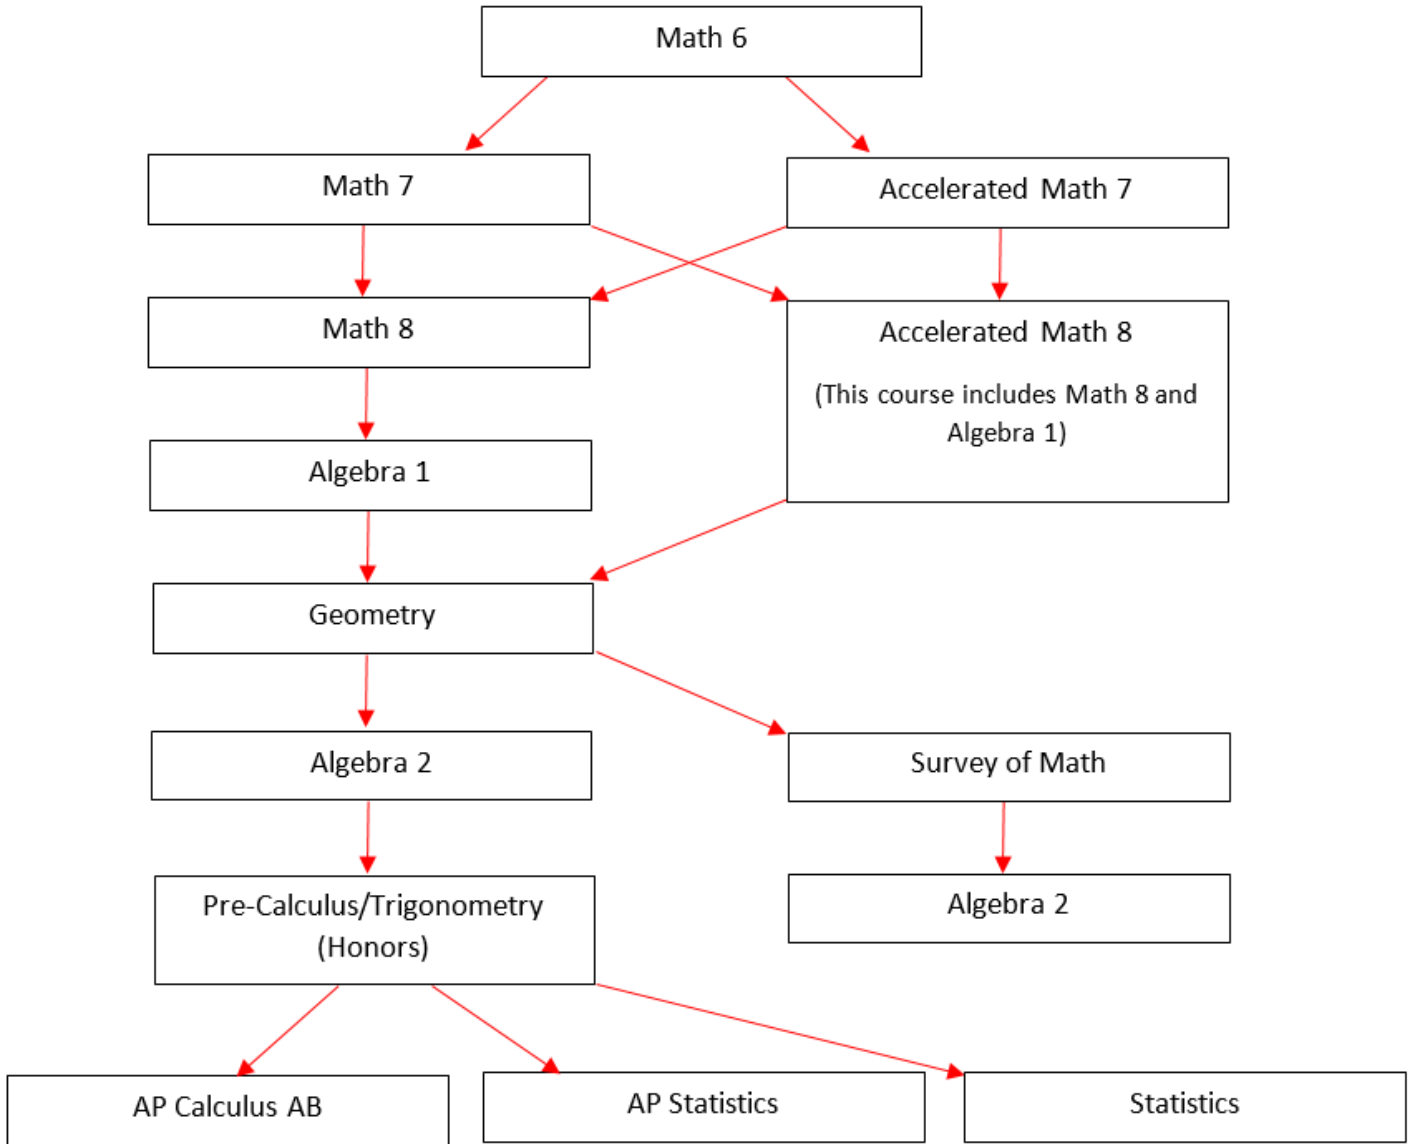 Math 6
Math 7
Accelerated Math 7
Math 8
Accelerated Math 8
(This course includes Math 8 and
Algebra 1)
Algebra 1
Geometry
Algebra 2
Survey of Math
Pre-Calculus/Trigonometry
(Honors)
Algebra 2
AP Calculus AB
AP Statistics
Statistics